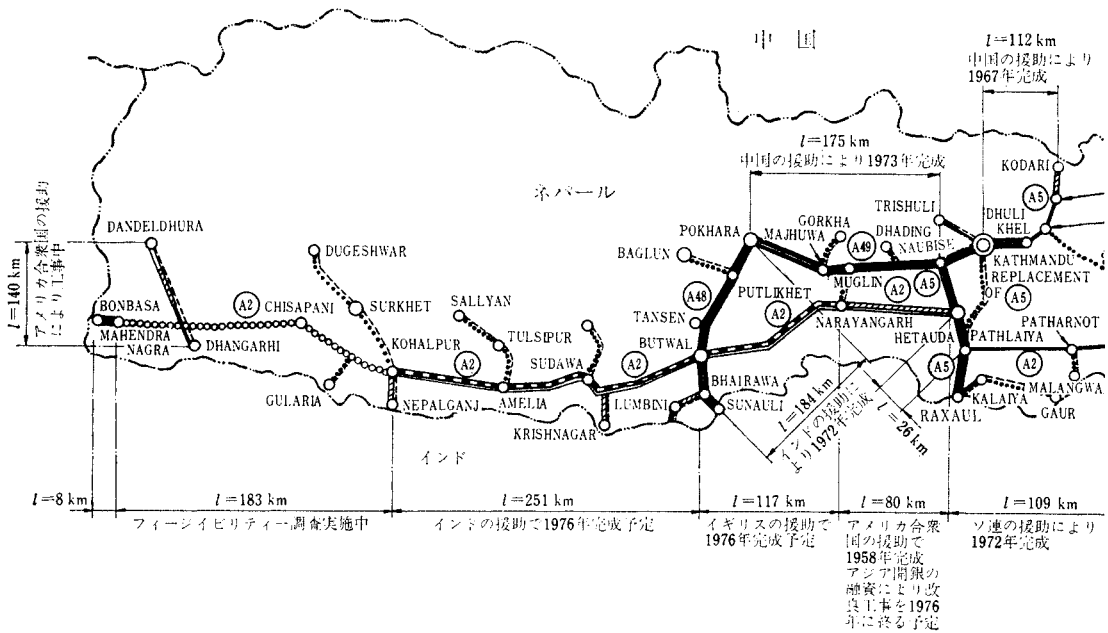 中国
l=112 km
中国の援助により
1967年完成
l=175 km
中国の援助により1973年完成
ネパール
KODARI
A5
TRISHULI
DHULI
KHEL
GORKHA
DHADING
MAJHUWA
A49
NAUBISE
POKHARA
KATHMANDU
REPLACEMENT
OF
A5
MUGLIN
A2
A5
DANDELDHURA
DUGESHWAR
BAGLUN
l=140 km
アメリカ合衆国の援助
により工事中
A48
PUTLIKHET
A2
NARAYANGARH
BONBASA
A2
CHISAPANI
SURKHET
SALLYAN
TANSEN
HETAUDA
PATHLAIYA
PATHARNOT
MAHENDRA
NAGRA
DHANGARHI
KOHALPUR
TULSIPUR
BUTWAL
A2
SUDAWA
A2
A5
A2
MALANGWA
GULARIA
NEPALGANJ
AMELIA
LUMBINI
BHAIRAWA
SUNAULI
KALAIYA
RAXAUL
GAUR
KRISHNAGAR
l=184 km
インドの援助に
より1972年完成
l=26 km
インド
l=8 km
l=183 km
フィージイビリティー調査実施中
l=251 km
インドの援助で1976年完成予定
l=117 km
イギリスの援助で
1976年完成予定
l=80 km
アメリカ合衆
国の援助で
1958年完成
アジア開銀の
融資により改
良工事を1976
年に終る予定
l=109 km
ソ連の援助により
1972年完成